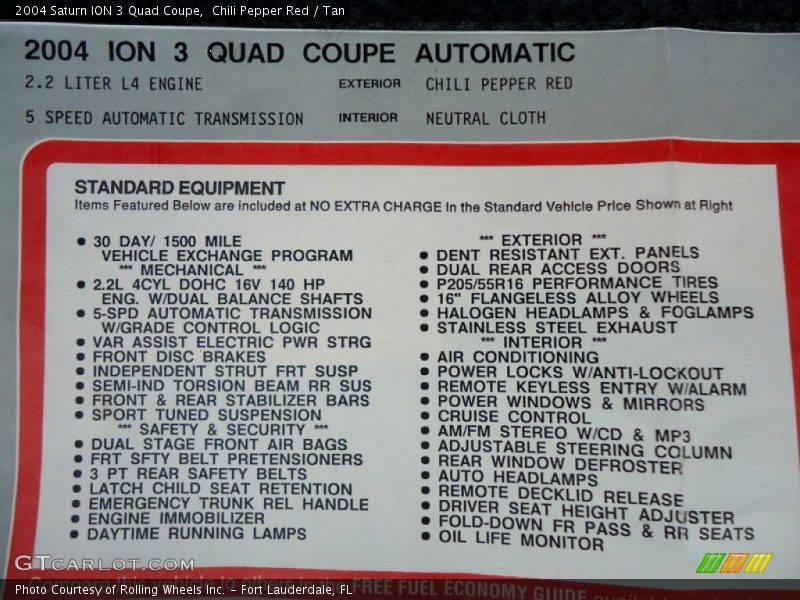 2004 Saturn ION 3 Quad Coupe,  Chili Pepper Red / Tan
2004 ION 3 QUAD COUPE AUTOMATIC
2.2 LITER L4 ENGINE
EXTERIOR CHILI PEPPER RED
5 SPEED AUTOMATIC TRANSMISSION
INTERIOR NEUTRAL CLOTH
STANDARD EQUIPMENT
Items Featured Below are included at NO EXTRA CHARGE in the Standard Vehicle Price Shown at Right
● 30 DAY/ 1500 MILE
VEHICLE EXCHANGE PROGRAM
*** MECHANICAL ***
● 2.2L 4CYL DOHC 16V 140 HP
ENG. W/DUAL BALANCE SHAFTS
● 5-SPD AUTOMATIC TRANSMISSION
W/GRADE CONTROL LOGIC
● VAR ASSIST ELECTRIC PWR STRG
● FRONT DISC BRAKES
● INDEPENDENT STRUT FRT SUSP
● SEMI-IND TORSION BEAM RR SUS
● FRONT & REAR STABILIZER BARS
● SPORT TUNED SUSPENSION
*** SAFETY & SECURITY ***
● DUAL STAGE FRONT AIR BAGS
● FRT SFTY BELT PRETENSIONERS
● 3 PT REAR SAFETY BELTS
● LATCH CHILD SEAT RETENTION
● EMERGENCY TRUNK REL HANDLE
● ENGINE IMMOBILIZER
● DAYTIME RUNNING LAMPS
*** EXTERIOR ***
● DENT RESISTANT EXT. PANELS
● DUAL REAR ACCESS DOORS
● P205/55R16 PERFORMANCE TIRES
● 16" FLANGELESS ALLOY WHEELS
● HALOGEN HEADLAMPS & FOGLAMPS
● STAINLESS STEEL EXHAUST
*** INTERIOR ***
● AIR CONDITIONING
● POWER LOCKS W/ANTI-LOCKOUT
● REMOTE KEYLESS ENTRY W/ALARM
● POWER WINDOWS & MIRRORS
● CRUISE CONTROL
● AM/FM STEREO W/CD & MP3
● ADJUSTABLE STEERING COLUMN
● REAR WINDOW DEFROSTER
● AUTO HEADLAMPS
● REMOTE DECKLID RELEASE
● DRIVER SEAT HEIGHT ADJUSTER
● FOLD-DOWN FR PASS & RR SEATS
● OIL LIFE MONITOR
GTCARLOT.COM
Compare this vehicle to others in the FREE FUEL ECONOMY GUIDE
Photo Courtesy of Rolling Wheels Inc. – Fort Lauderdale, FL